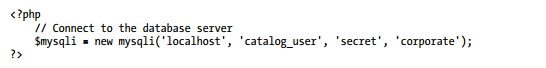 <?php
    // Connect to the database server
    $mysqli = new mysqli('localhost', 'catalog_user', 'secret', 'corporate');
?>